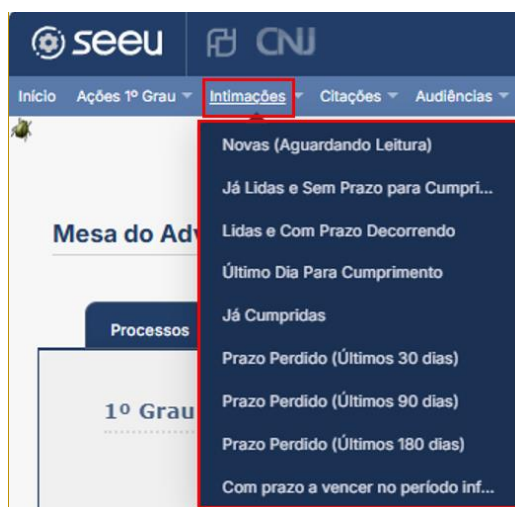 seeu CNJ
Início Ações 1º Grau Intimações Citações Audiências
Novas (Aguardando Leitura)
Já Lidas e Sem Prazo para Cumpri...
Mesa do Adv
Lidas e Com Prazo Decorrendo
Último Dia Para Cumprimento
Já Cumpridas
Processos
Prazo Perdido (Últimos 30 dias)
1º Grau
Prazo Perdido (Últimos 90 dias)
Prazo Perdido (Últimos 180 dias)
Com prazo a vencer no período inf...